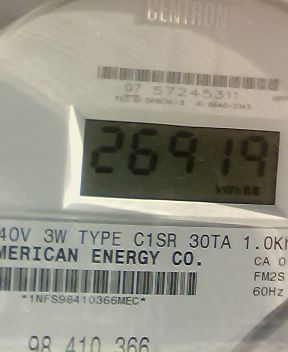 CENTRON
07 57245311
26919
kWh
40V 3W TYPE C1SR 30TA 1.0K
MERICAN ENERGY CO.
CA 0
FM2S
60Hz
*1NFS98410366MEC*
98 410 366